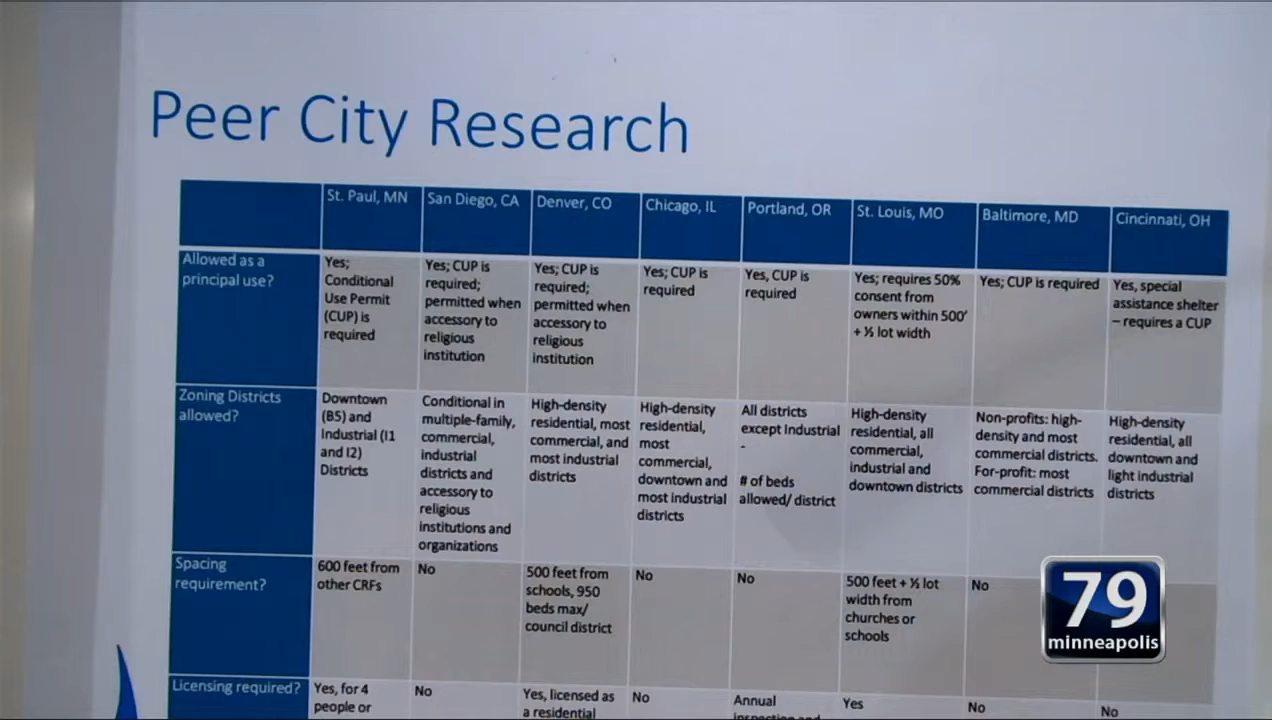 Peer City Research
St. Paul, MN
San Diego, CA
Denver, CO
Chicago, IL
Portland, OR
St. Louis, MO
Baltimore, MD
Cincinnati, OH
Allowed as a
principal use?
Yes;
Conditional
Use Permit
(CUP) is
required
Yes; CUP is
required;
permitted when
accessory to
religious
institution
Yes; CUP is
required;
permitted when
accessory to
religious
institution
Yes; CUP is
required
Yes, CUP is
required
Yes; requires 50%
consent from
owners within 500'
+ ½ lot width
Yes; CUP is required
Yes, special
assistance shelter
– requires a CUP
Zoning Districts
allowed?
Downtown
(B5) and
Industrial (I1
and I2)
Districts
Conditional in
multiple-family,
commercial,
industrial
districts and
accessory to
religious
institutions and
organizations
High-density
residential, most
commercial, and
most industrial
districts
High-density
residential,
most
commercial,
downtown and
most industrial
districts
All districts
except Industrial
-
# of beds
allowed/ district
High-density
residential, all
commercial,
industrial and
downtown districts
Non-profits: high-
density and most
commercial districts.
For-profit: most
commercial districts
High-density
residential, all
downtown and
light industrial
districts
Spacing
requirement?
600 feet from
other CRFs
No
500 feet from
schools, 950
beds max/
council district
No
No
500 feet + ½ lot
width from
churches or
schools
No
Licensing required?
Yes, for 4
people or
No
Yes, licensed as
a residential
No
Annual
inspection and
Yes
No
No
79
minneapolis